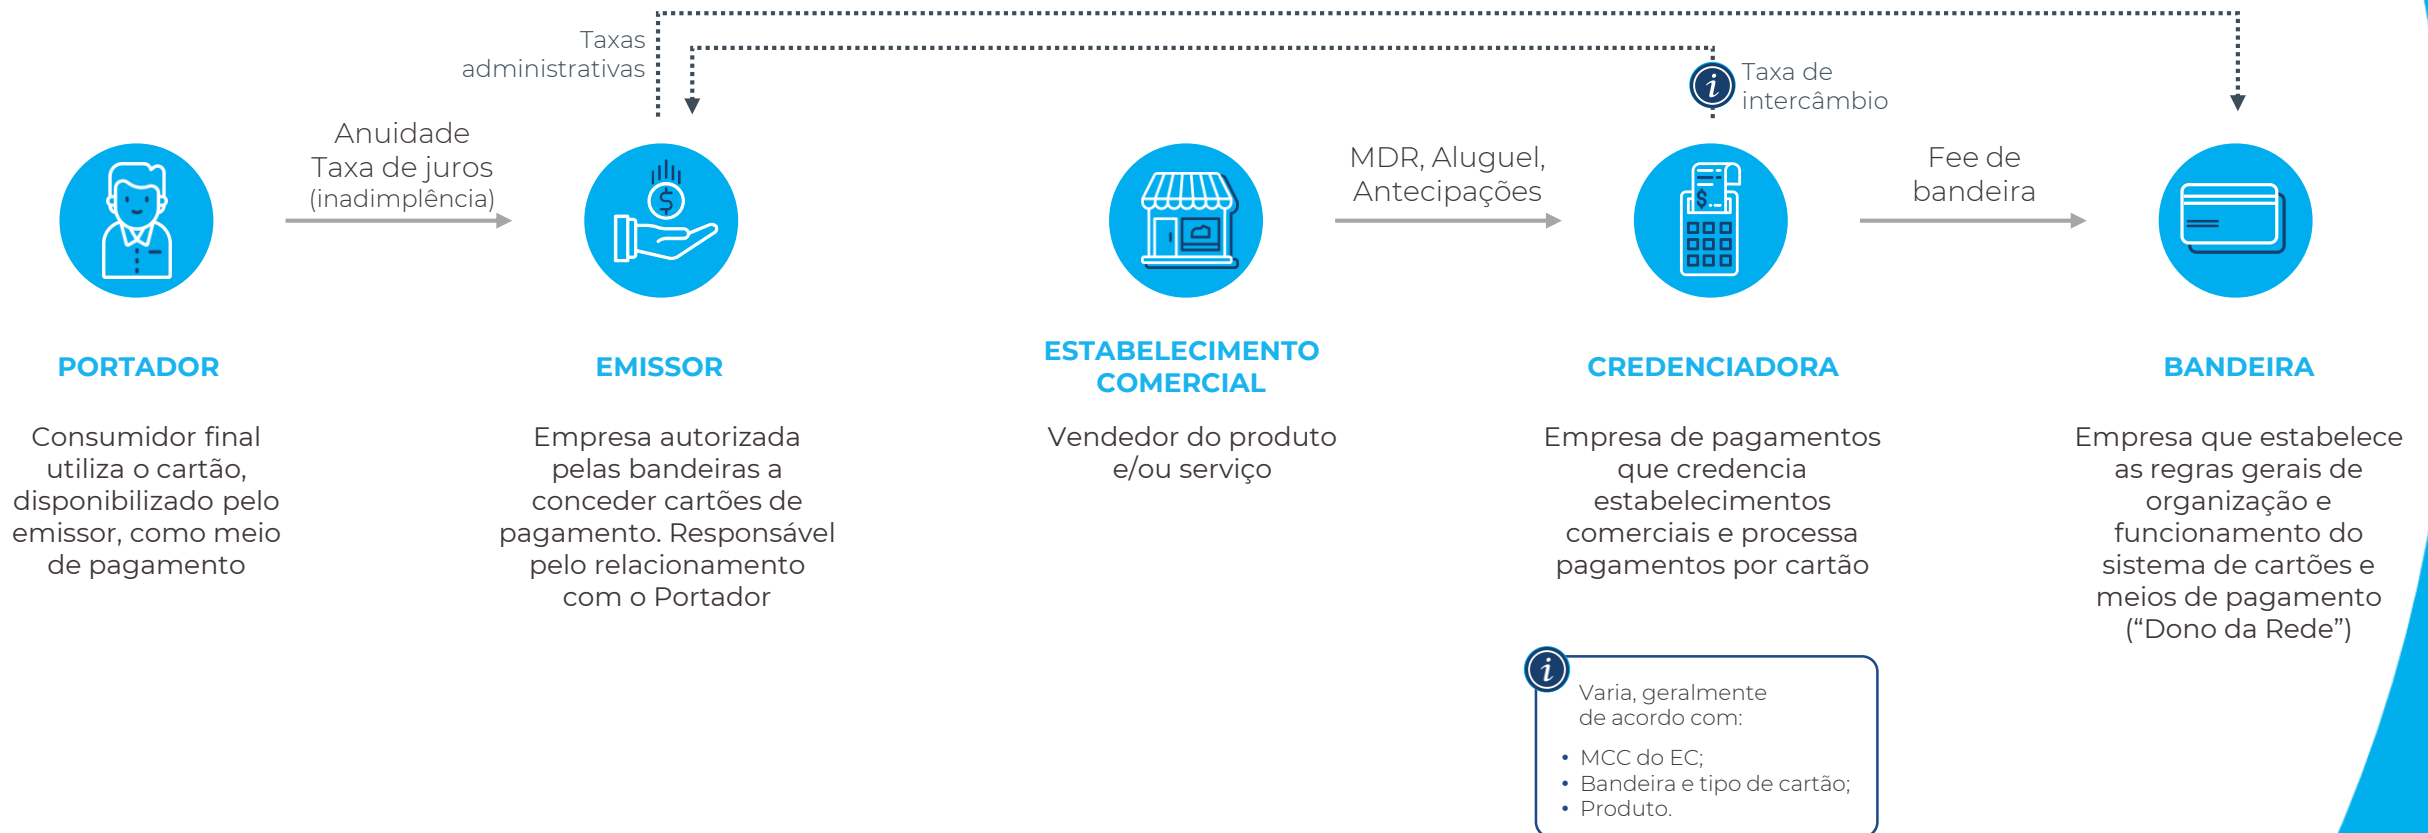 Taxas
administrativas
Taxa de
intercâmbio
Anuidade
Taxa de juros
(inadimplência)
MDR, Aluguel,
Antecipações
Fee de
bandeira
PORTADOR
Consumidor final
utiliza o cartão,
disponibilizado pelo
emissor, como meio
de pagamento
EMISSOR
Empresa autorizada
pelas bandeiras a
conceder cartões de
pagamento. Responsável
pelo relacionamento
com o Portador
ESTABELECIMENTO
COMERCIAL
Vendedor do produto
e/ou serviço
CREDENCIADORA
Empresa de pagamentos
que credencia
estabelecimentos
comerciais e processa
pagamentos por cartão
BANDEIRA
Empresa que estabelece
as regras gerais de
organização e
funcionamento do
sistema de cartões e
meios de pagamento
(“Dono da Rede”)
i
Varia, geralmente
de acordo com:
• MCC do EC;
• Bandeira e tipo de cartão;
• Produto.